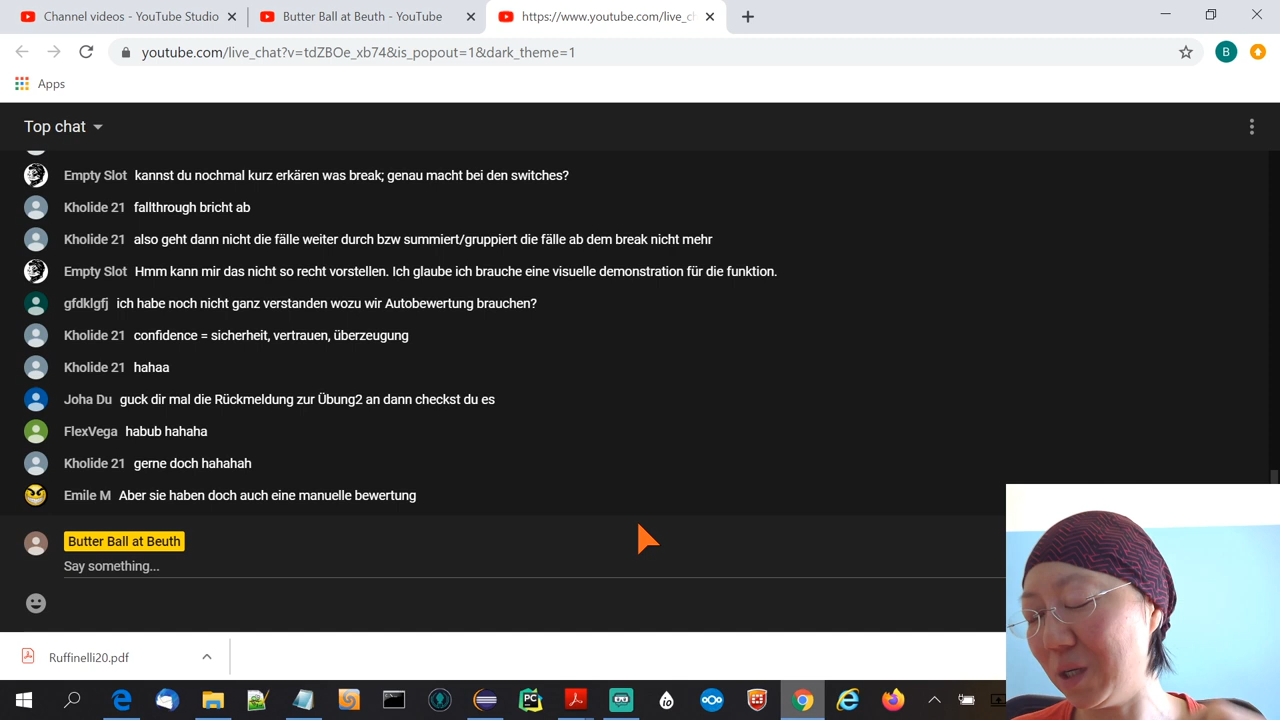 Channel videos - YouTube Studio
Butter Ball at Beuth - YouTube
https://www.youtube.com/live_c
youtube.com/live_chat?v=tdZBOe_xb74&is_popout=1&dark_theme=1
B
Apps
Top chat
Empty Slot kannst du nochmal kurz erkären was break; genau macht bei den switches?
Kholide 21 fallthrough bricht ab
Kholide 21 also geht dann nicht die fälle weiter durch bzw summiert/gruppiert die fälle ab dem break nicht mehr
Empty Slot Hmm kann mir das nicht so recht vorstellen. Ich glaube ich brauche eine visuelle demonstration für die funktion.
gfdklgfj ich habe noch nicht ganz verstanden wozu wir Autobewertung brauchen?
Kholide 21 confidence = sicherheit, vertrauen, überzeugung
Kholide 21 hahaa
Joha Du guck dir mal die Rückmeldung zur Übung2 an dann checkst du es
FlexVega habub hahaha
Kholide 21 gerne doch hahahah
Emile M Aber sie haben doch auch eine manuelle bewertung
Butter Ball at Beuth
Say something...
Ruffinelli20.pdf
PC
io